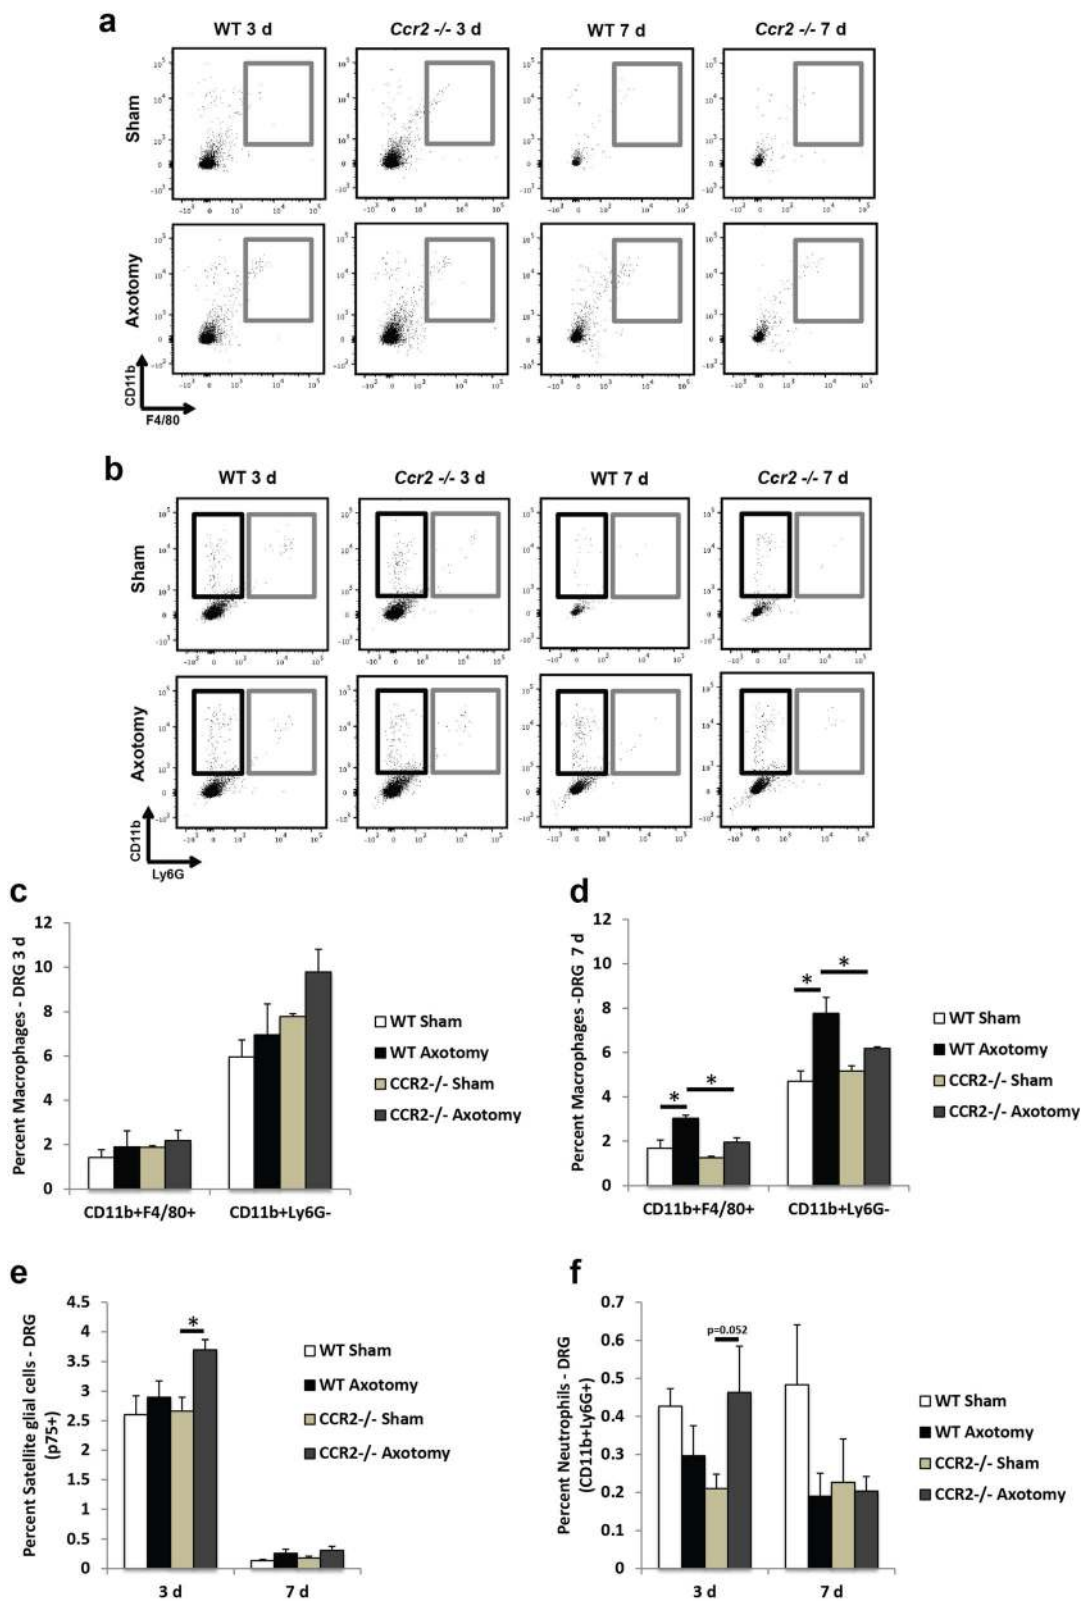 a
WT 3 d
Ccr2 -/- 3 d
WT 7 d
Ccr2 -/- 7 d
Sham
Axotomy
CD11b
F4/80
b
WT 3 d
Ccr2 -/- 3 d
WT 7 d
Ccr2 -/- 7 d
Sham
Axotomy
CD11b
Ly6G
c
Percent Macrophages - DRG 3 d
12
10
8
6
4
2
0
CD11b+F4/80+
CD11b+Ly6G-
WT Sham
WT Axotomy
CCR2-/- Sham
CCR2-/- Axotomy
d
Percent Macrophages -DRG 7 d
12
10
8
6
4
2
0
*
*
*
*
CD11b+F4/80+
CD11b+Ly6G-
WT Sham
WT Axotomy
CCR2-/- Sham
CCR2-/- Axotomy
e
Percent Satellite glial cells - DRG
(p75+)
4.5
4
3.5
3
2.5
2
1.5
1
0.5
0
*
3 d
7 d
WT Sham
WT Axotomy
CCR2-/- Sham
CCR2-/- Axotomy
f
Percent Neutrophils - DRG
(CD11b+Ly6G+)
0.7
0.6
0.5
0.4
0.3
0.2
0.1
0
p=0.052
3 d
7 d
WT Sham
WT Axotomy
CCR2-/- Sham
CCR2-/- Axotomy